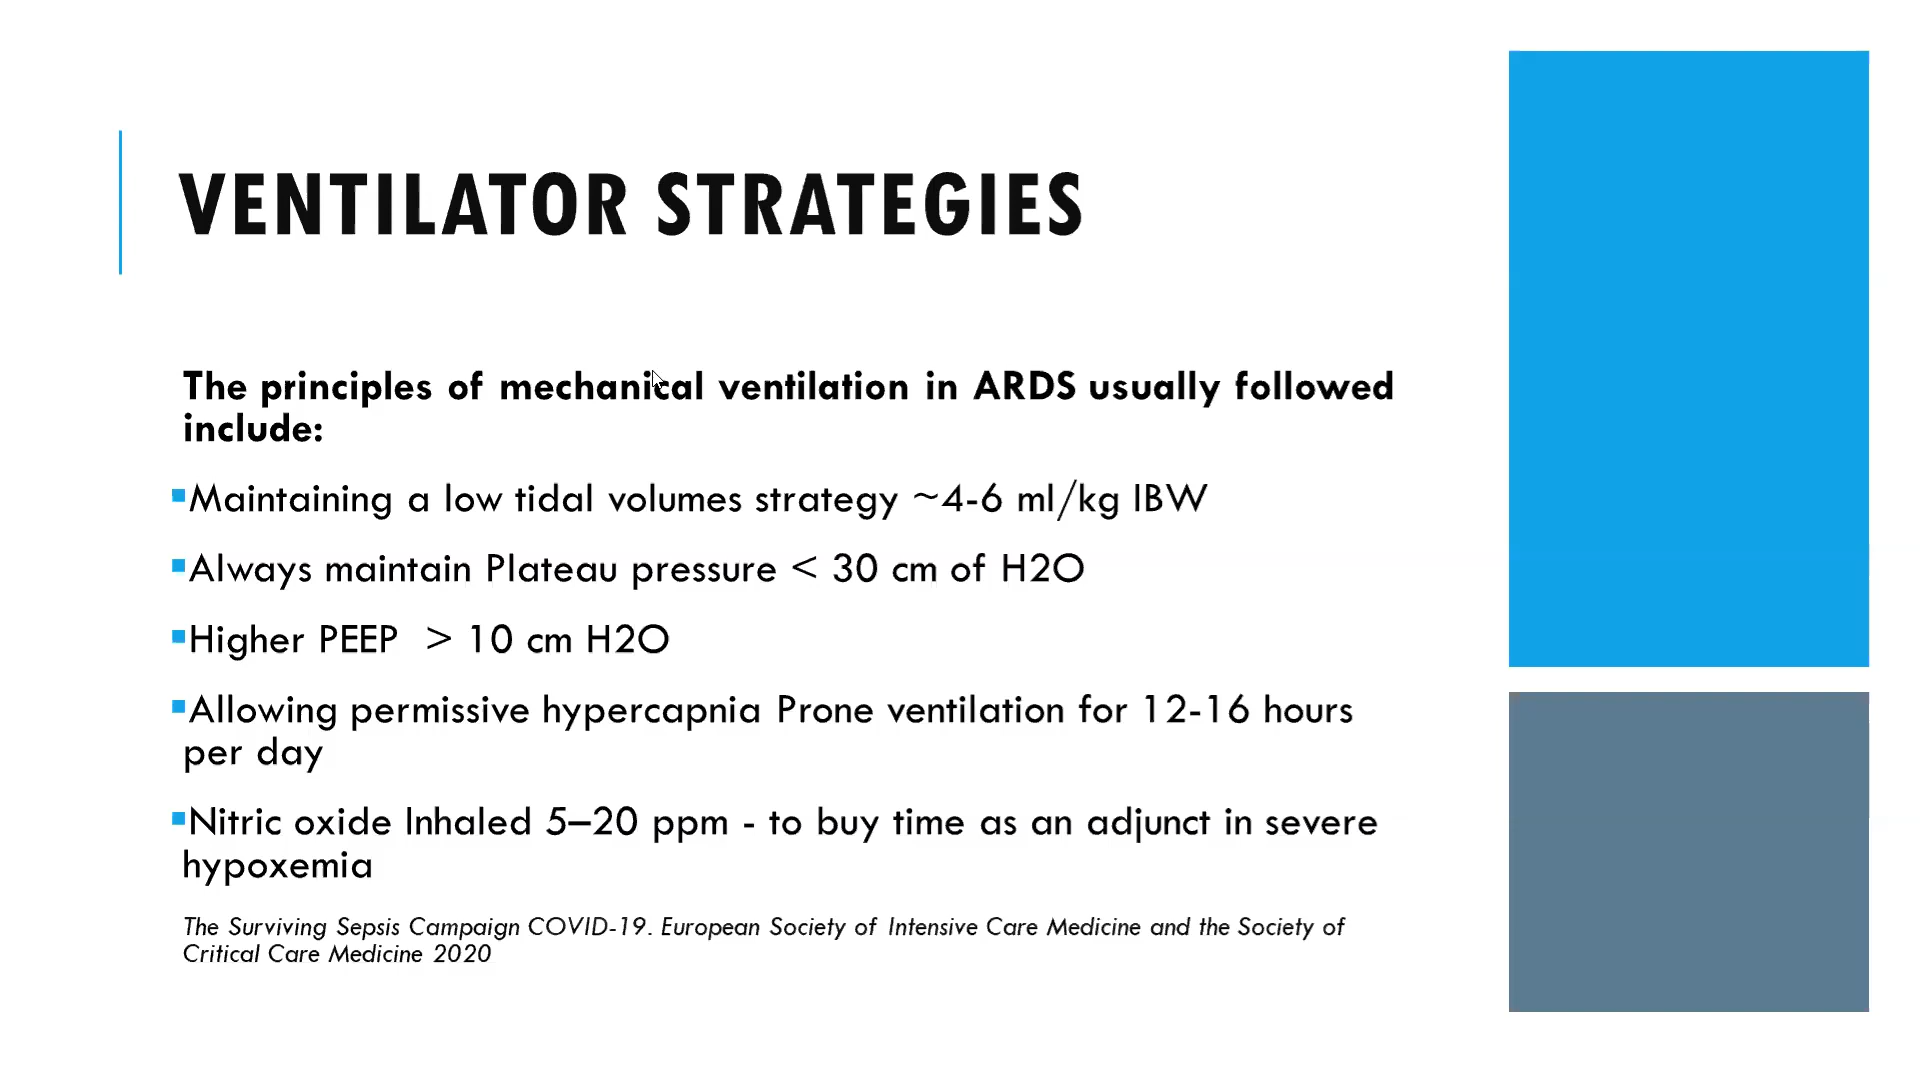 VENTILATOR STRATEGIES
The principles of mechanical ventilation in ARDS usually followed
include:
▪Maintaining a low tidal volumes strategy ~4-6 ml/kg IBW
▪Always maintain Plateau pressure < 30 cm of H2O
▪Higher PEEP  > 10 cm H2O
▪Allowing permissive hypercapnia Prone ventilation for 12-16 hours
per day
▪Nitric oxide Inhaled 5–20 ppm - to buy time as an adjunct in severe
hypoxemia
The Surviving Sepsis Campaign COVID-19. European Society of Intensive Care Medicine and the Society of
Critical Care Medicine 2020